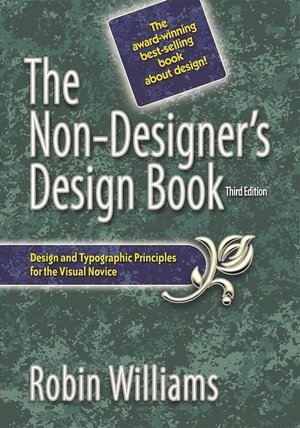 The
award-winning
best-selling
book
about design!
The
Non-Designer's
Design Book
Third Edition
Design and Typographic Principles
for the Visual Novice
Robin Williams